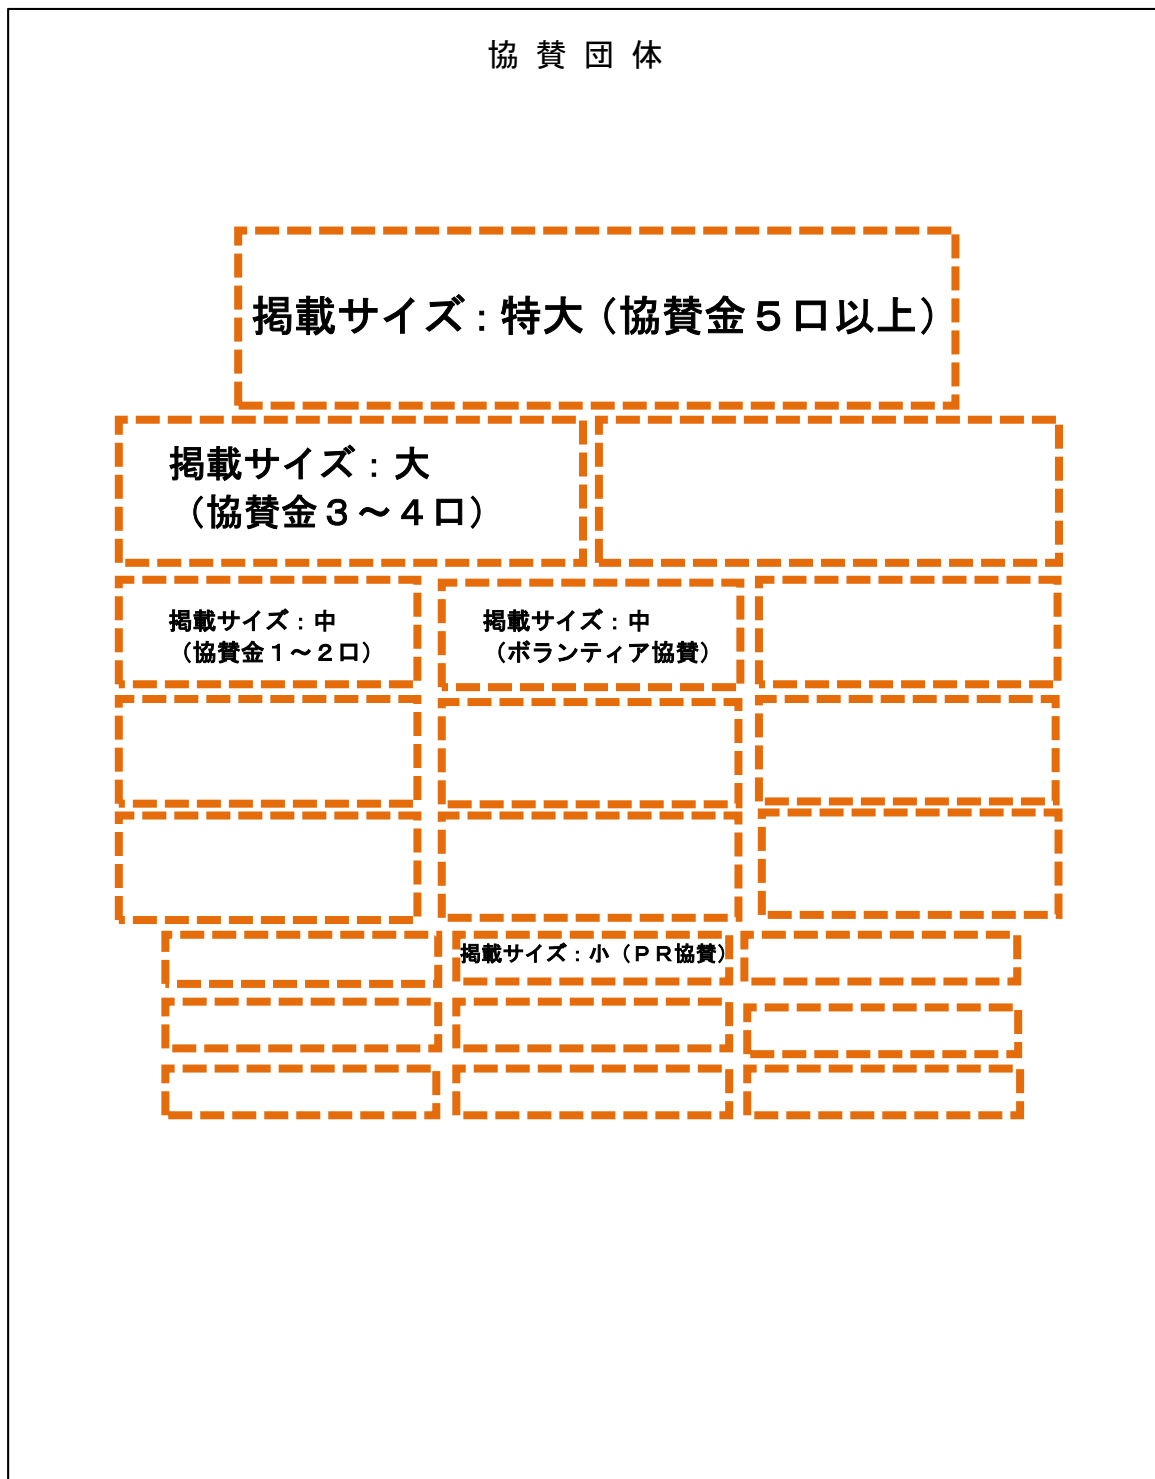 協 賛 団 体
掲載サイズ：特大（協賛金５口以上）
掲載サイズ：大
（協賛金３～４口）
掲載サイズ：中
（協賛金１～２口）
掲載サイズ：中
（ボランティア協賛）
掲載サイズ：小（ＰＲ協賛）